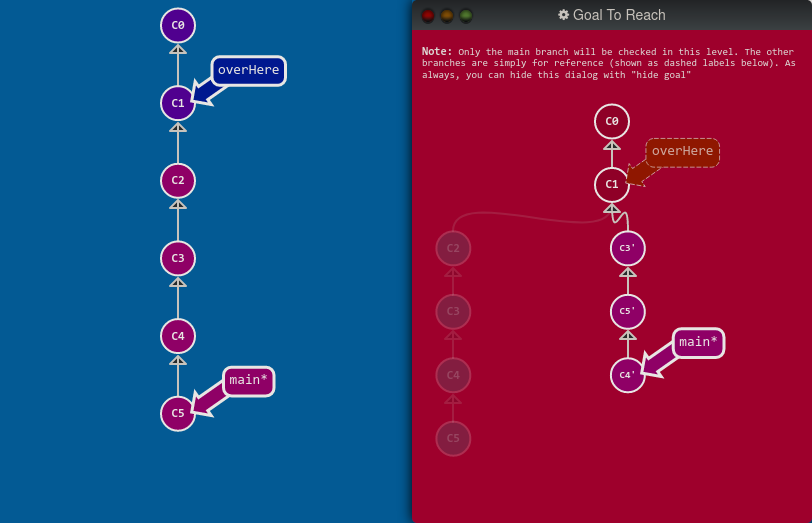 C0
overHere
C1
C2
C3
C4
main*
C5
Goal To Reach
Note: Only the main branch will be checked in this level. The other
branches are simply for reference (shown as dashed labels below). As
always, you can hide this dialog with "hide goal"
C0
overHere
C1
C2
C3'
C3
C5'
main*
C4
C4'
C5